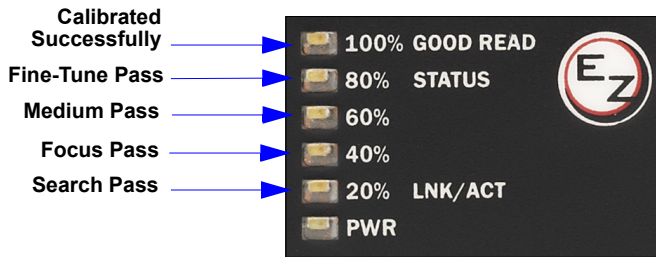 Calibrated
Successfully
100% GOOD READ
Fine-Tune Pass
80% STATUS
Medium Pass
60%
Focus Pass
40%
Search Pass
20% LNK/ACT
PWR
EZ